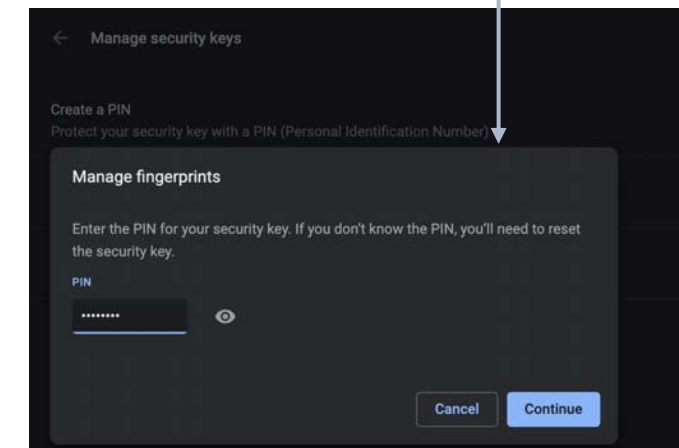 Manage security keys
Create a PIN
Protect your security key with a PIN (Personal Identification Number)
Manage fingerprints
Enter the PIN for your security key. If you don't know the PIN, you'll need to reset
the security key.
PIN
••••••••
Cancel Continue